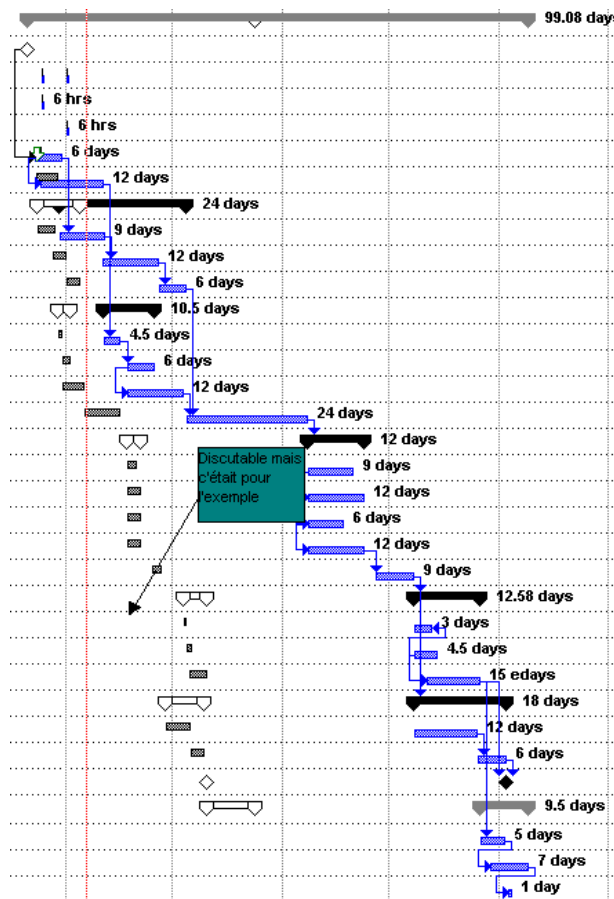 99.08 days
6 hrs
6 hrs
6 days
12 days
24 days
9 days
12 days
6 days
10.5 days
4.5 days
6 days
12 days
24 days
12 days
Discutable mais
c'était pour
l'exemple
9 days
12 days
6 days
12 days
9 days
12.58 days
3 days
4.5 days
15 edays
18 days
12 days
6 days
9.5 days
5 days
7 days
1 day